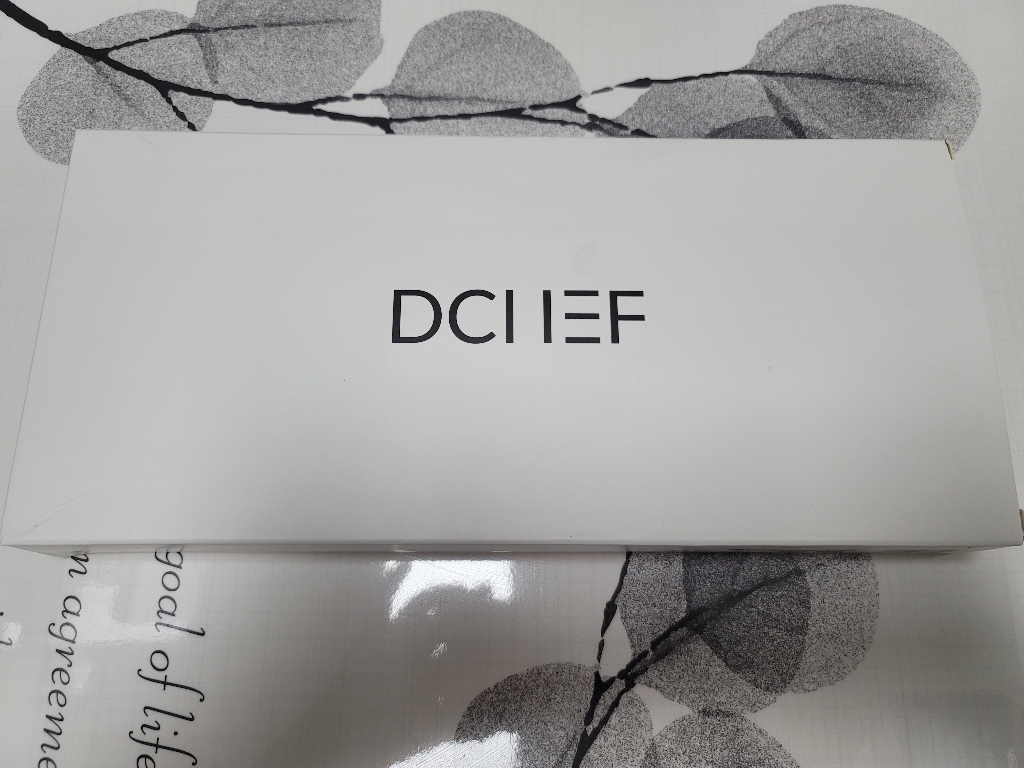 DCHEF
goal of life
n agreeme